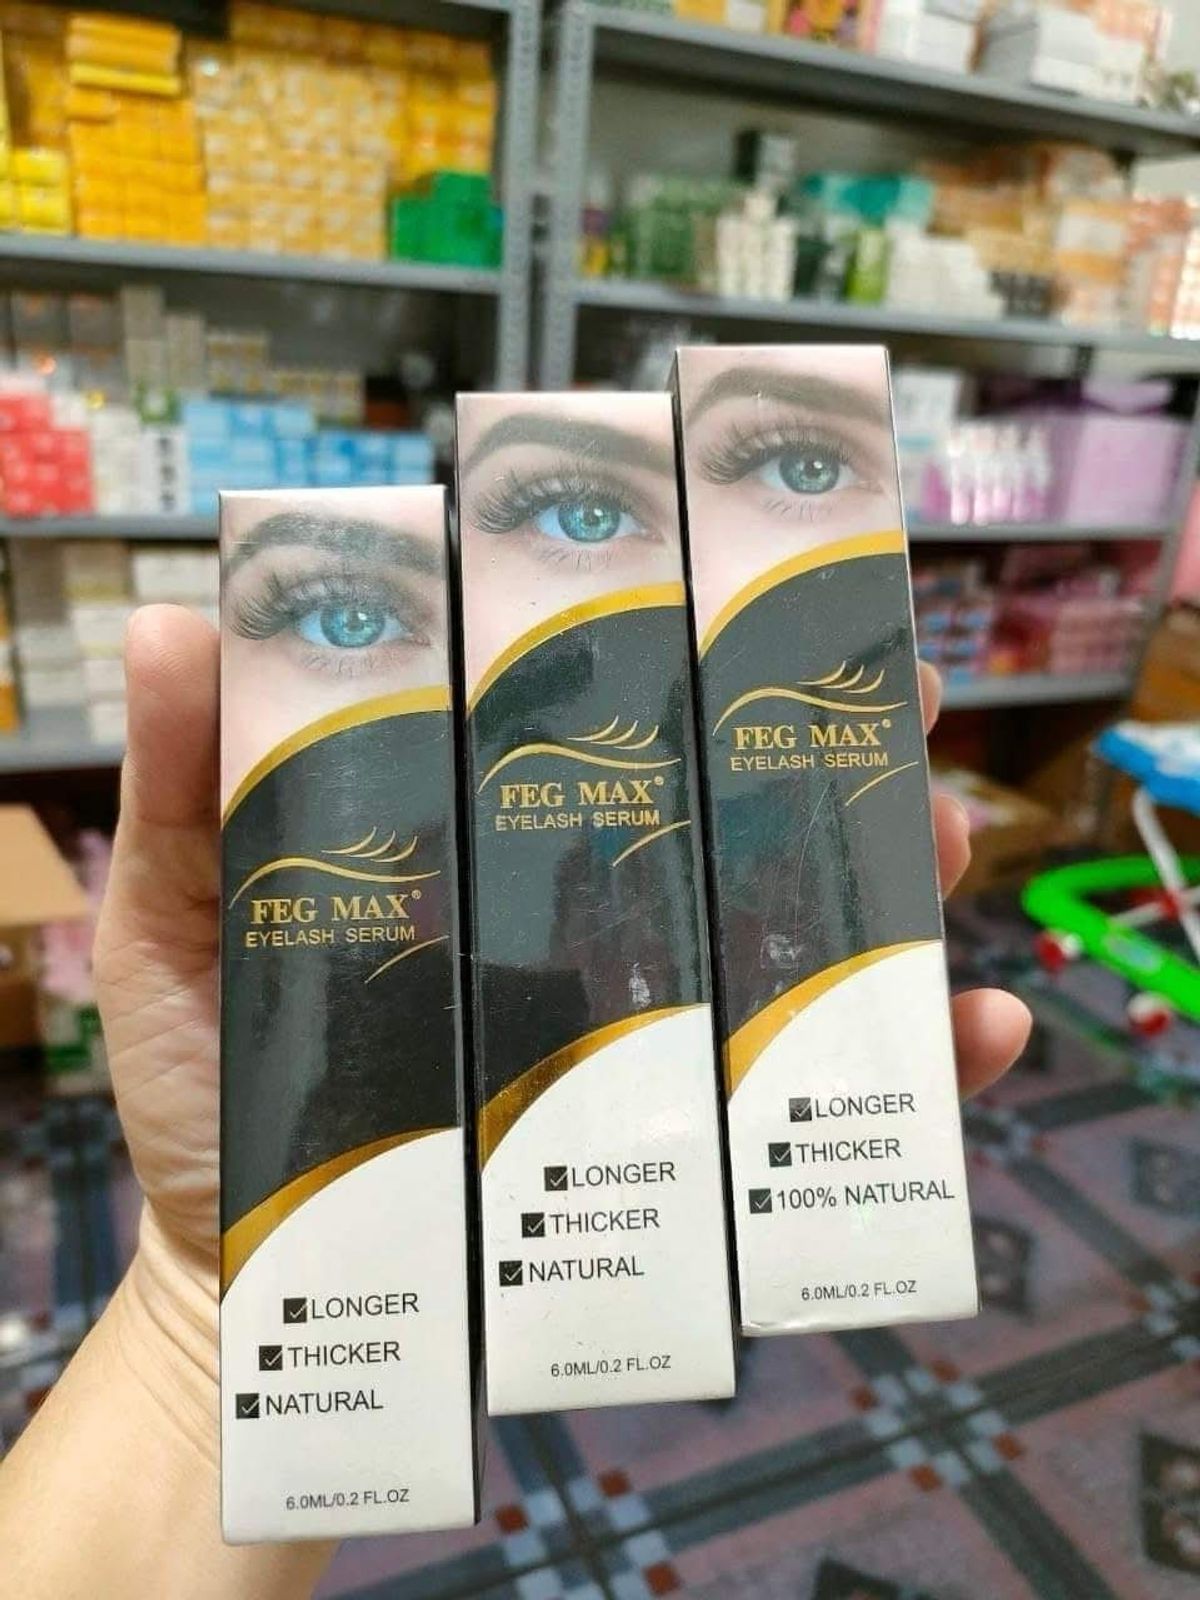 FEG MAX®
EYELASH SERUM
LONGER
THICKER
NATURAL
6.0ML/0.2 FL.OZ
FEG MAX®
EYELASH SERUM
LONGER
THICKER
NATURAL
6.0ML/0.2 FL.OZ
FEG MAX®
EYELASH SERUM
LONGER
THICKER
100% NATURAL
6.0ML/0.2 FL.OZ